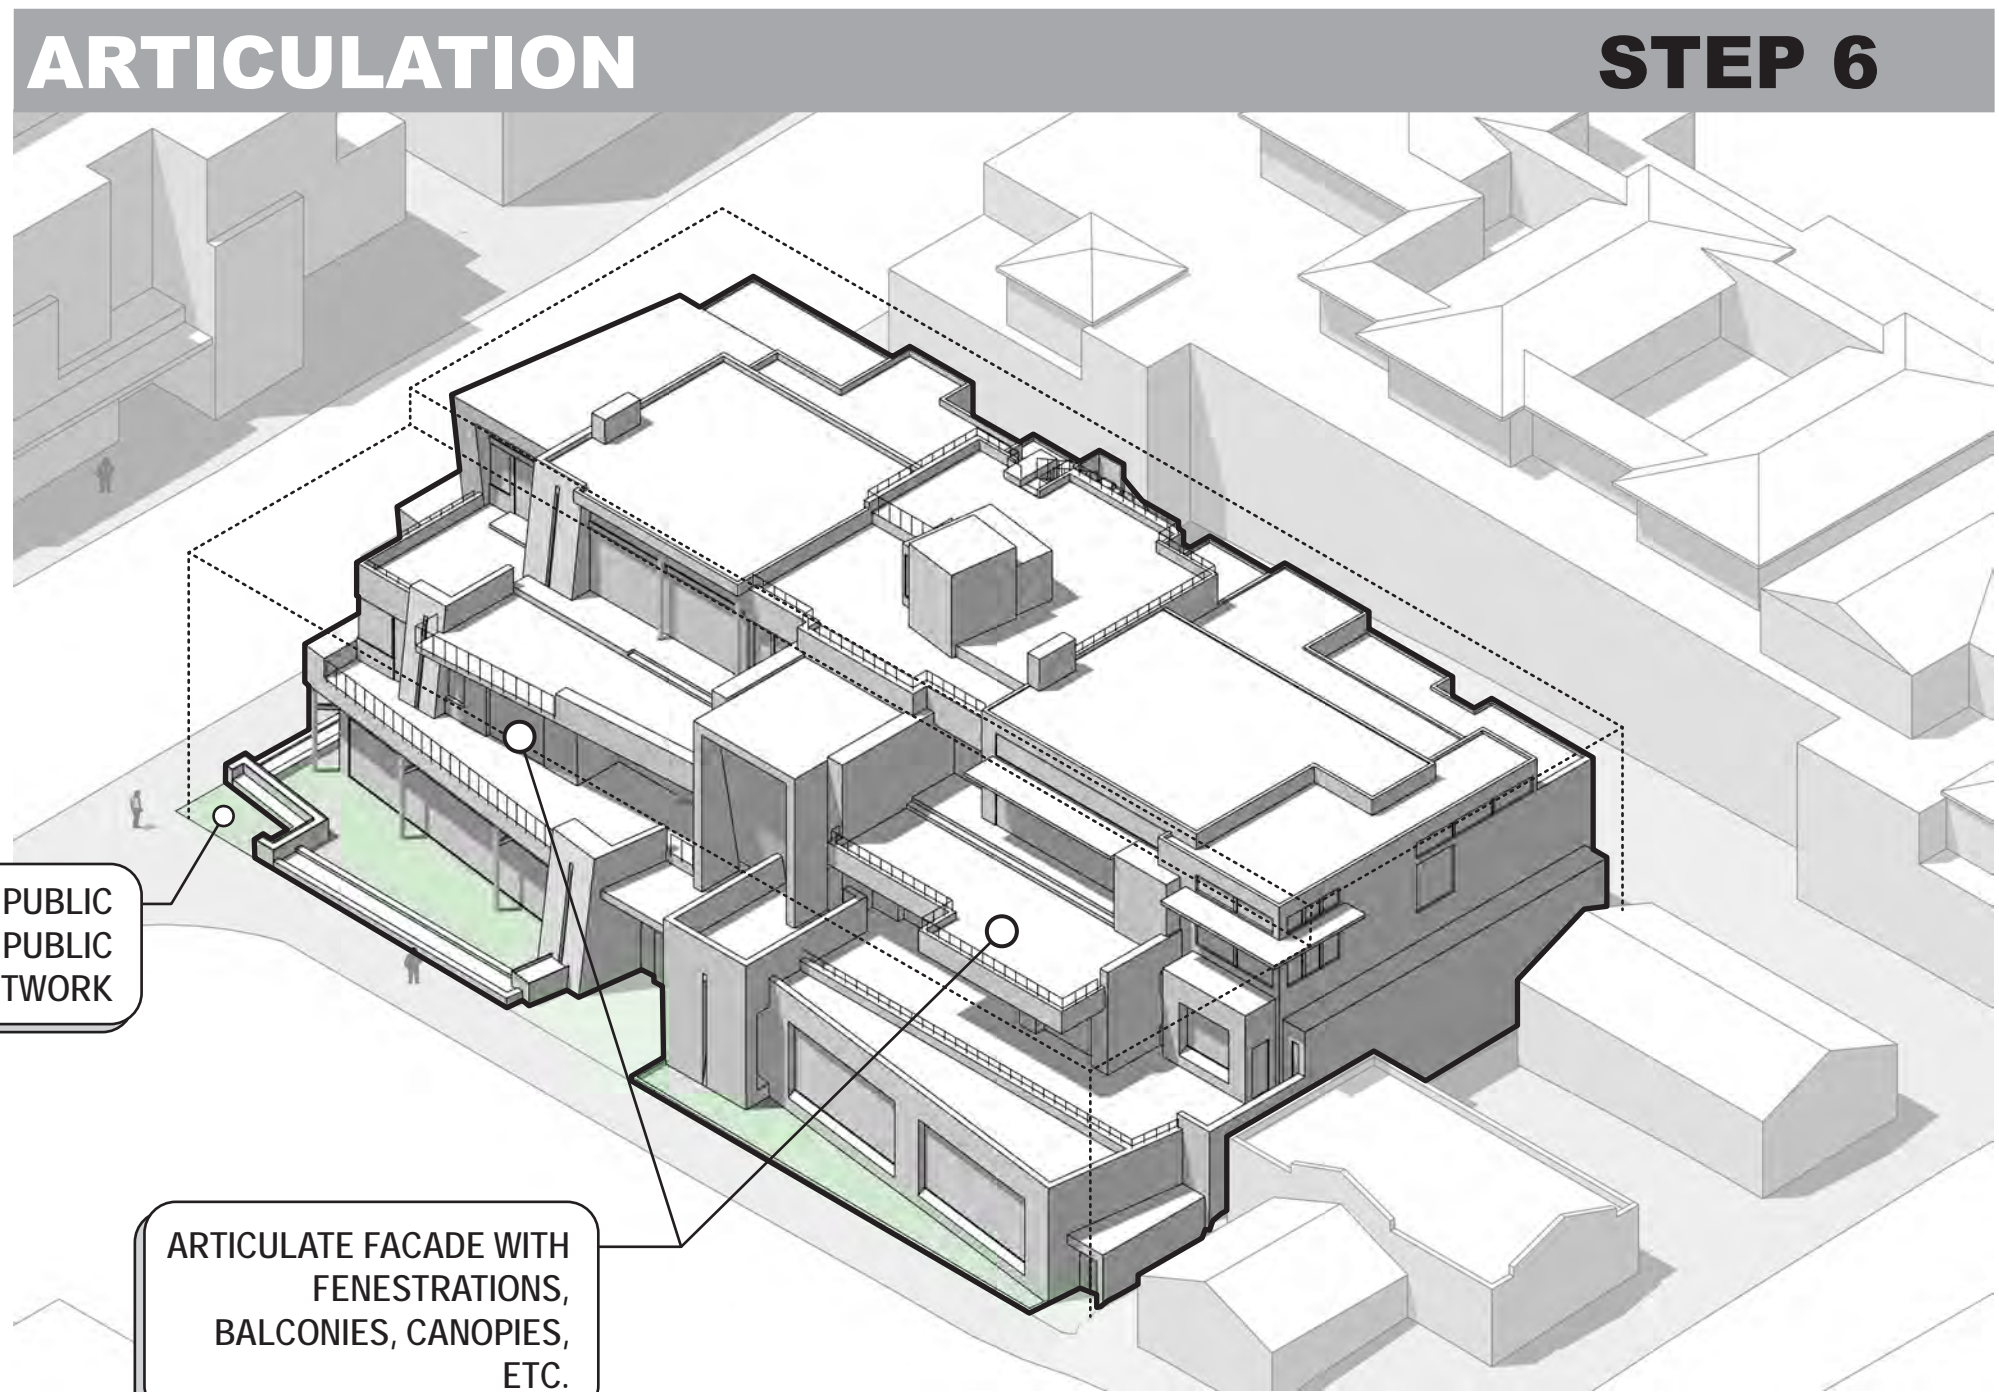 ARTICULATION
STEP 6
PUBLIC
PUBLIC
TWORK
ARTICULATE FACADE WITH
FENESTRATIONS,
BALCONIES, CANOPIES,
ETC.